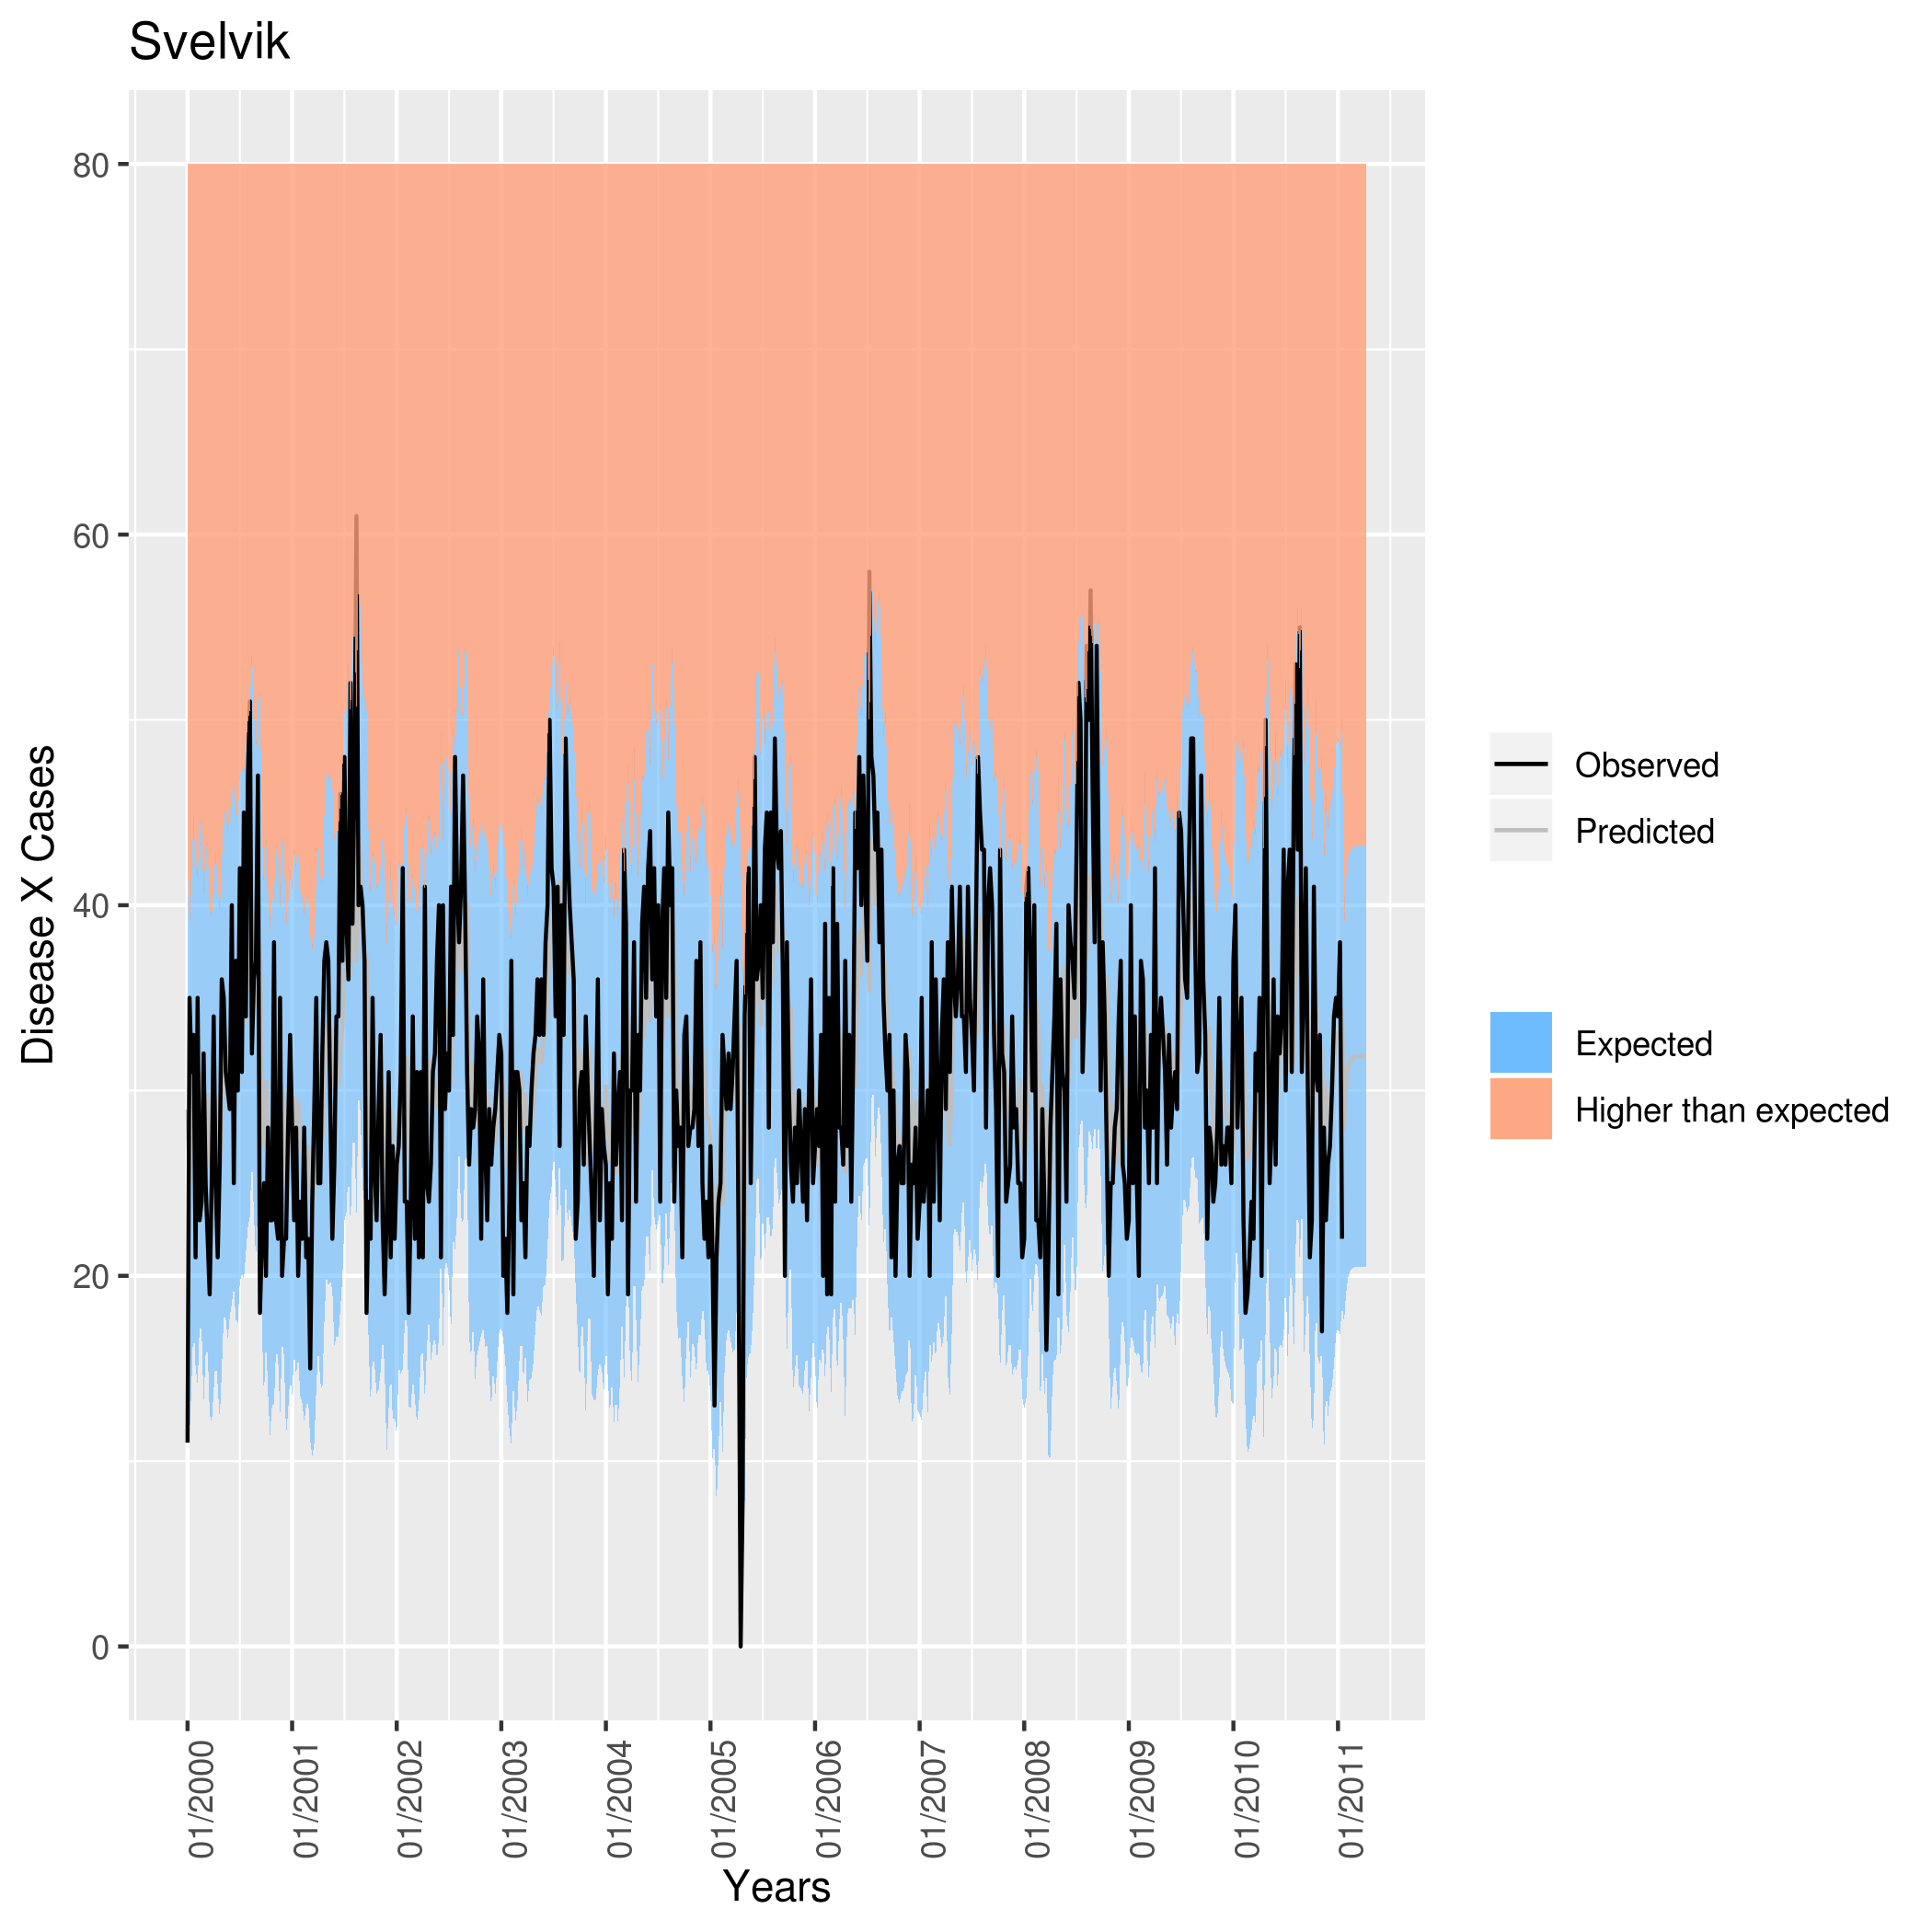 Svelvik
Disease X Cases
80
60
40
20
0
01/2000
01/2001
01/2002
01/2003
01/2004
01/2005
01/2006
01/2007
01/2008
01/2009
01/2010
01/2011
Years
Observed
Predicted
Expected
Higher than expected